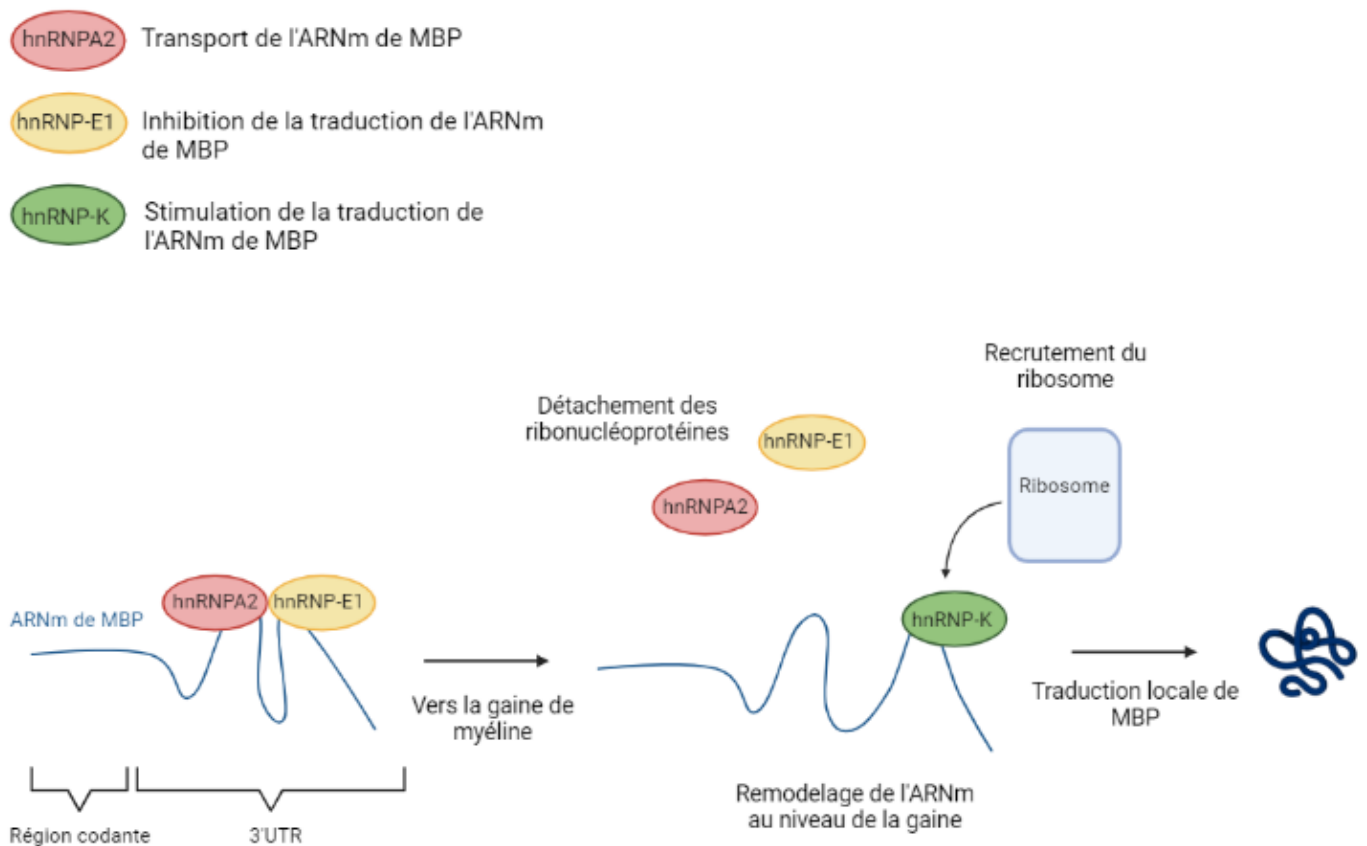 hnRNPA2
Transport de l'ARNm de MBP
hnRNP-E1
Inhibition de la traduction de l'ARNm
de MBP
hnRNP-K
Stimulation de la traduction de
l'ARNm de MBP
Recrutement du
ribosome
Détachement des
ribonucléoprotéines
hnRNP-E1
hnRNPA2
Ribosome
ARNm de MBP
hnRNPA2
hnRNP-E1
hnRNP-K
Vers la gaine de
myéline
Traduction locale de
MBP
Remodelage de l'ARNm
au niveau de la gaine
Région codante
3'UTR